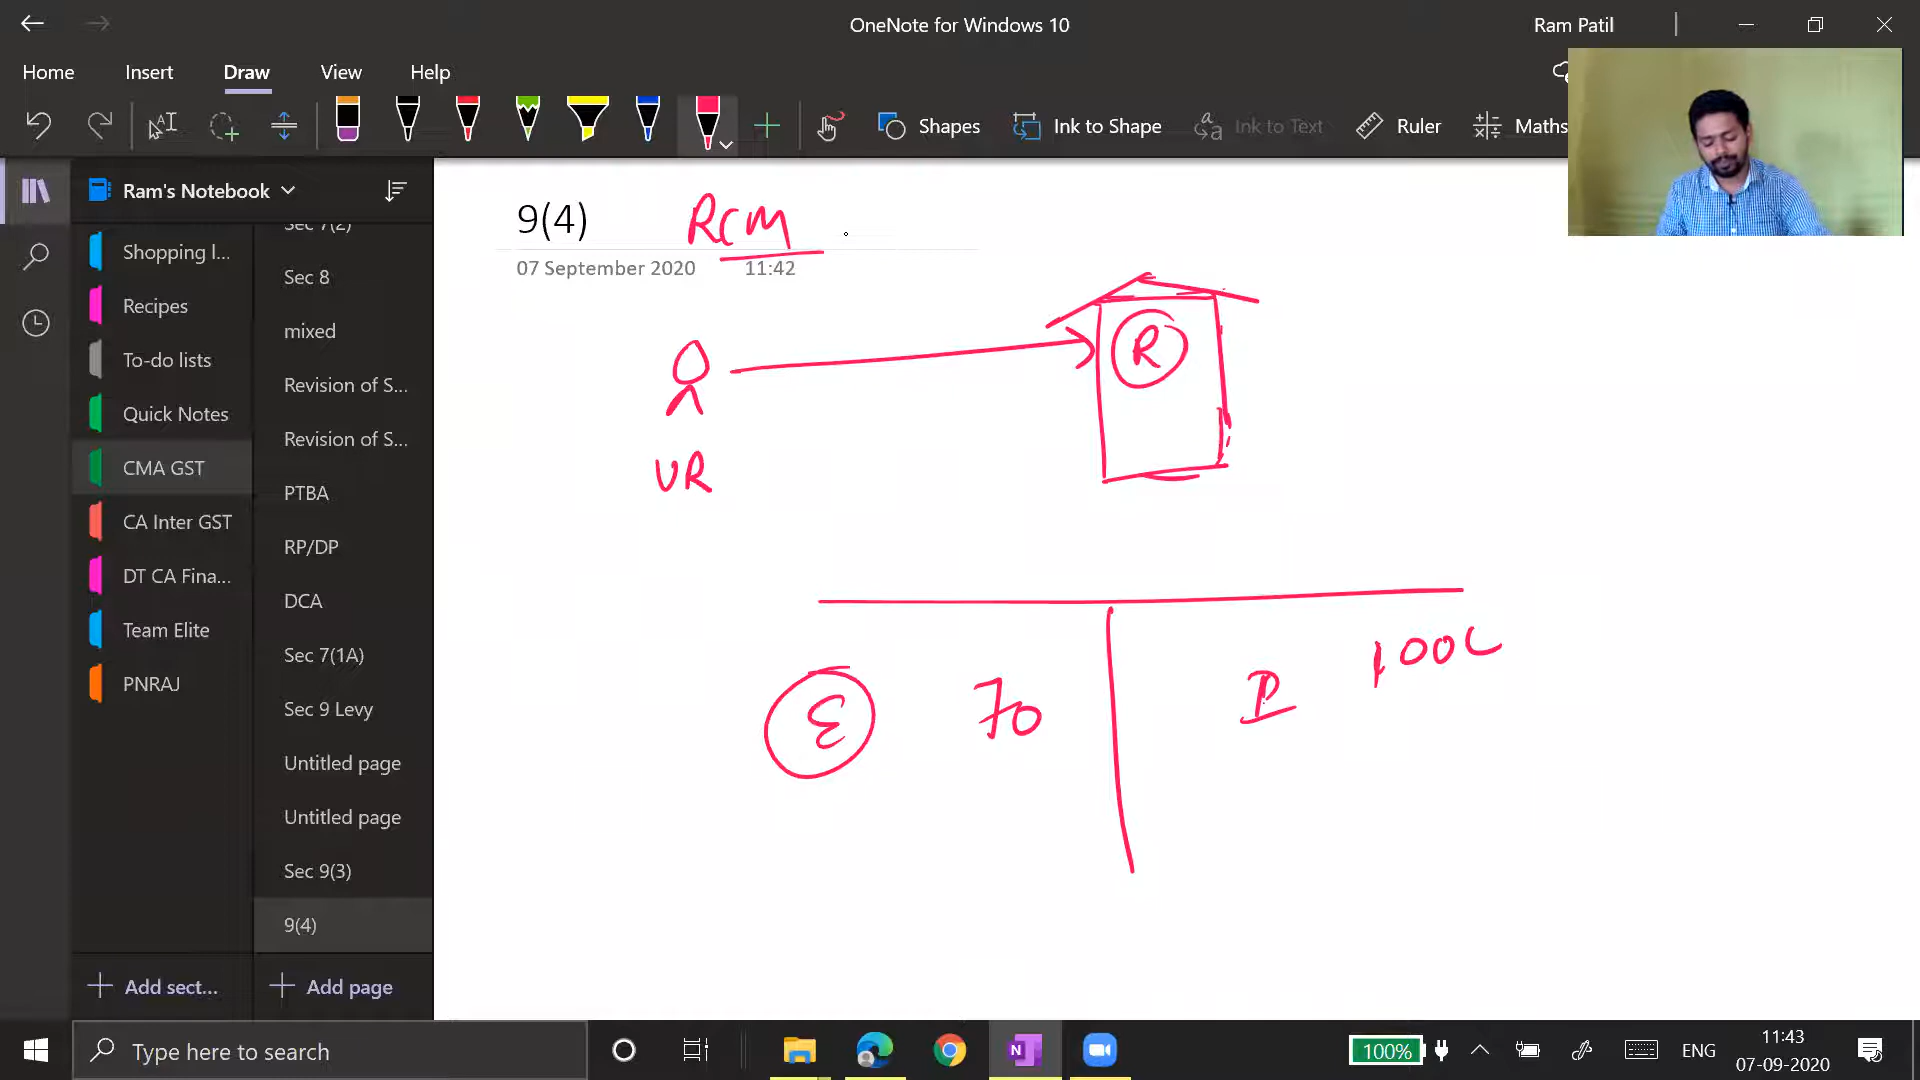 OneNote for Windows 10
Ram Patil
Home Insert Draw View Help
Shapes Ink to Shape Ink to Text Ruler Maths
Ram's Notebook
Shopping l...
Recipes
To-do lists
Quick Notes
CMA GST
CA Inter GST
DT CA Fina...
Team Elite
PNRAJ
Add sect...
Sec 7(2)
Sec 8
mixed
Revision of S...
Revision of S...
PTBA
RP/DP
DCA
Sec 7(1A)
Sec 9 Levy
Untitled page
Untitled page
Sec 9(3)
9(4)
Add page
9(4) RCM
07 September 2020 11:42
R
UR
E 70
I
Type here to search
100%
ENG
11:43
07-09-2020